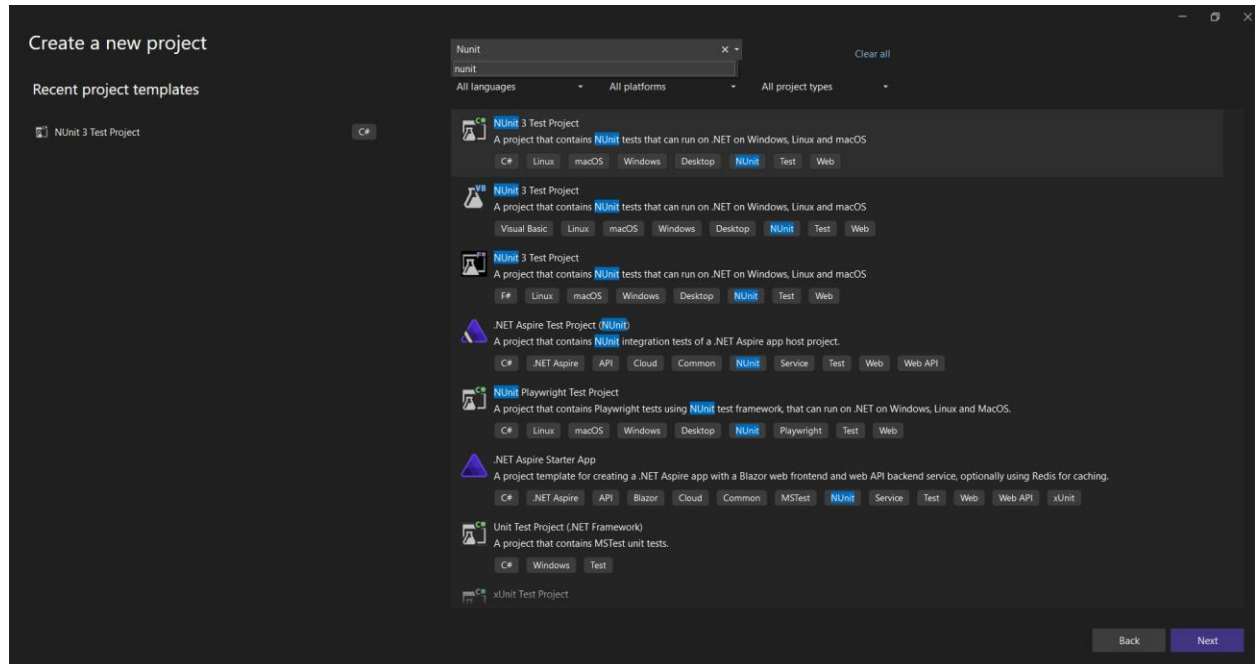 Create a new project
Recent project templates
NUnit 3 Test Project C#
Nunit
Clear all
nunit
All languages All platforms All project types
NUnit 3 Test Project
A project that contains NUnit tests that can run on .NET on Windows, Linux and macOS
C# Linux macOS Windows Desktop NUnit Test Web
NUnit 3 Test Project
A project that contains NUnit tests that can run on .NET on Windows, Linux and macOS
Visual Basic Linux macOS Windows Desktop NUnit Test Web
NUnit 3 Test Project
A project that contains NUnit tests that can run on .NET on Windows, Linux and macOS
F# Linux macOS Windows Desktop NUnit Test Web
.NET Aspire Test Project (NUnit)
A project that contains NUnit integration tests of a .NET Aspire app host project.
C# .NET Aspire API Cloud Common NUnit Service Test Web Web API
NUnit Playwright Test Project
A project that contains Playwright tests using NUnit test framework, that can run on .NET on Windows, Linux and MacOS.
C# Linux macOS Windows Desktop NUnit Playwright Test Web
.NET Aspire Starter App
A project template for creating a .NET Aspire app with a Blazor web frontend and web API backend service, optionally using Redis for caching.
C# .NET Aspire API Blazor Cloud Common MSTest NUnit Service Test Web Web API xUnit
Unit Test Project (.NET Framework)
A project that contains MSTest unit tests.
C# Windows Test
xUnit Test Project
Back Next